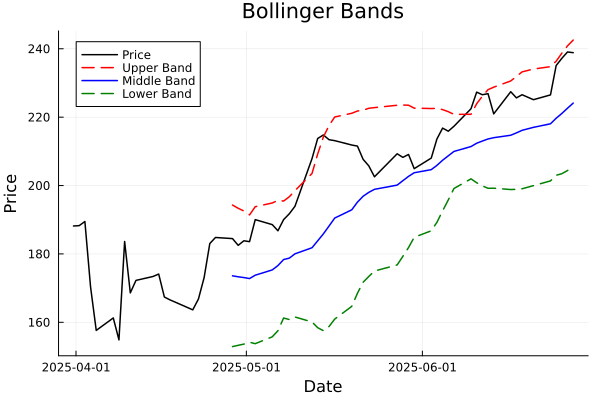 Bollinger Bands
Price
Upper Band
Middle Band
Lower Band
240
220
200
180
160
Price
2025-04-01
2025-05-01
2025-06-01
Date